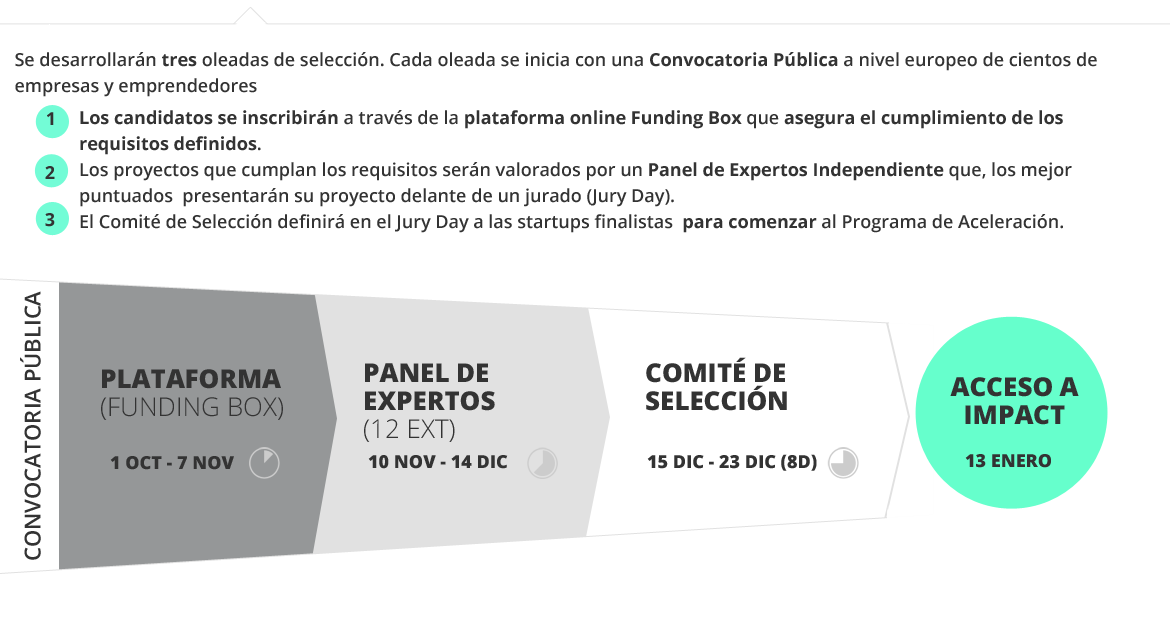 Se desarrollarán tres oleadas de selección. Cada oleada se inicia con una Convocatoria Pública a nivel europeo de cientos de
empresas y emprendedores
1 Los candidatos se inscribirán a través de la plataforma online Funding Box que asegura el cumplimiento de los
requisitos definidos.
2 Los proyectos que cumplan los requisitos serán valorados por un Panel de Expertos Independiente que, los mejor
puntuados presentarán su proyecto delante de un jurado (Jury Day).
3 El Comité de Selección definirá en el Jury Day a las startups finalistas para comenzar al Programa de Aceleración.
CONVOCATORIA PÚBLICA
PLATAFORMA
(FUNDING BOX)
1 OCT - 7 NOV
PANEL DE
EXPERTOS
(12 EXT)
10 NOV - 14 DIC
COMITÉ DE
SELECCIÓN
15 DIC - 23 DIC (8D)
ACCESO A
IMPACT
13 ENERO